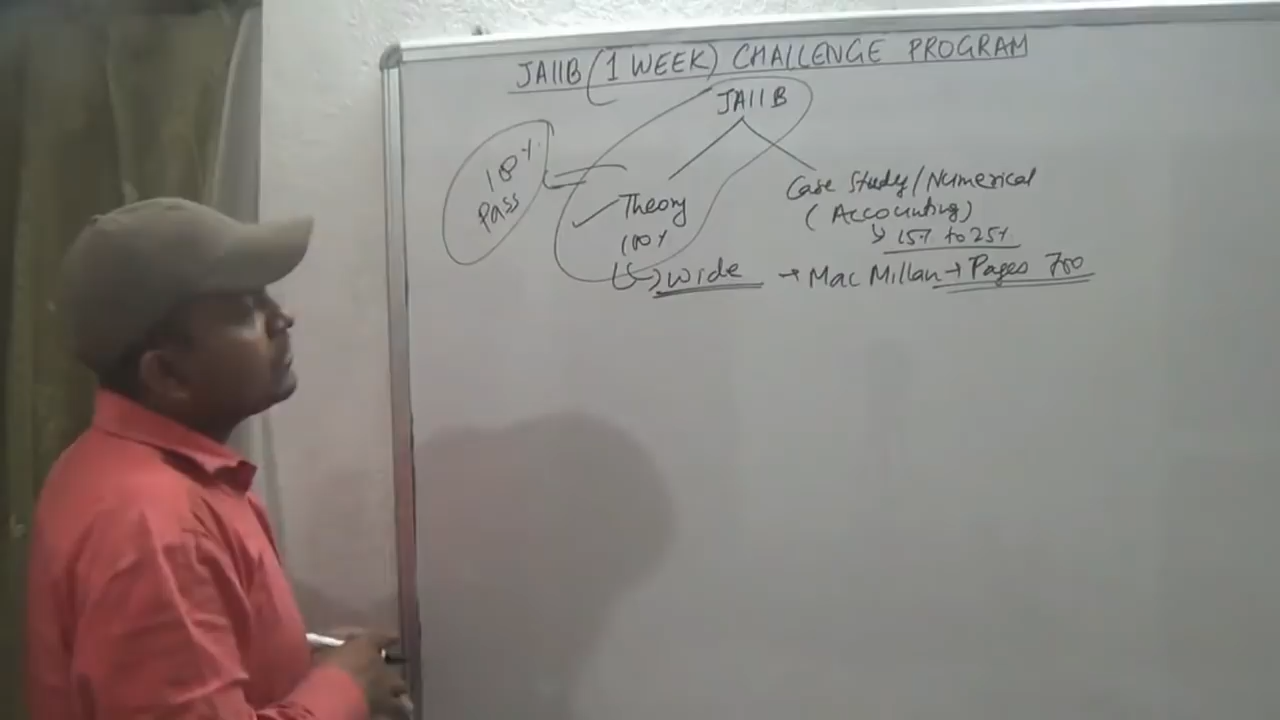 JAIIB (1 WEEK) CHALLENGE PROGRAM
JAIIB
18%
Pass
Theory
100%
Case Study/Numerical
(Accounting)
15% to 25%
wide → Mac Millan → Pages 700